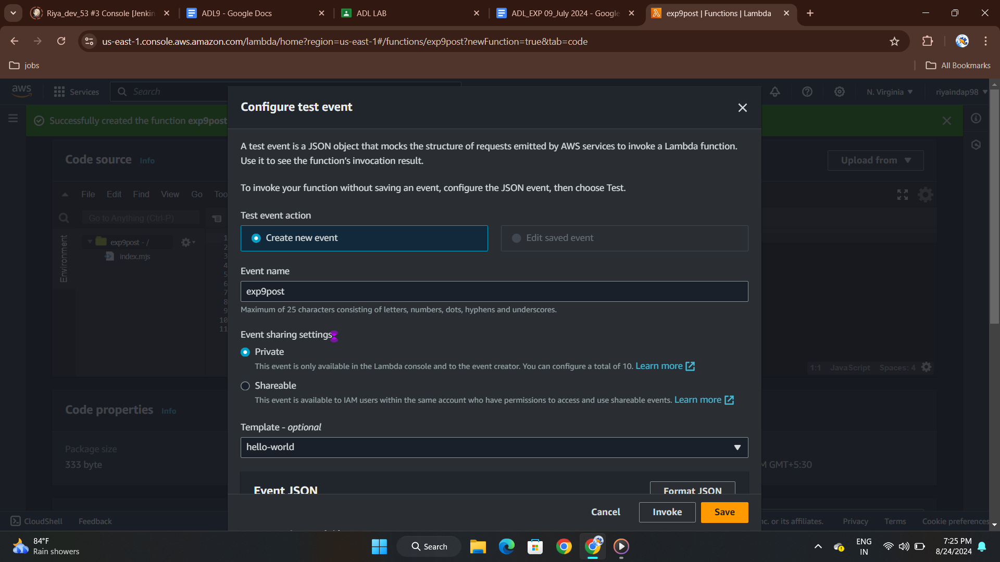 Riya_dev_53 #3 Console [Jenkin
ADL9 - Google Docs
ADL LAB
ADL_EXP 09_July 2024 - Google
exp9post | Functions | Lambda
us-east-1.console.aws.amazon.com/lambda/home?region=us-east-1#/functions/exp9post?newFunction=true&tab=code
jobs
All Bookmarks
aws
Services
Search
N. Virginia
riyaindap98
Successfully created the function exp9post
Configure test event
A test event is a JSON object that mocks the structure of requests emitted by AWS services to invoke a Lambda function.
Use it to see the function's invocation result.
To invoke your function without saving an event, configure the JSON event, then choose Test.
Code source Info
Upload from
File Edit Find View Go Too
Go to Anything (Ctrl-P)
Environment
exp9post - /
index.mjs
1
2
3
4
5
6
7
8
9
10
11
Test event action
Create new event
Edit saved event
Event name
exp9post
Maximum of 25 characters consisting of letters, numbers, dots, hyphens and underscores.
Event sharing settings
Private
This event is only available in the Lambda console and to the event creator. You can configure a total of 10. Learn more
Shareable
This event is available to IAM users within the same account who have permissions to access and use shareable events. Learn more
1:1 JavaScript Spaces: 4
Code properties Info
Package size
333 byte
M GMT+5:30
Template - optional
hello-world
Event JSON
Format JSON
Cancel
Invoke
Save
CloudShell
Feedback
nc. or its affiliates.
Privacy
Terms
Cookie preferences
84°F
Rain showers
Search
ENG
IN
7:25 PM
8/24/2024